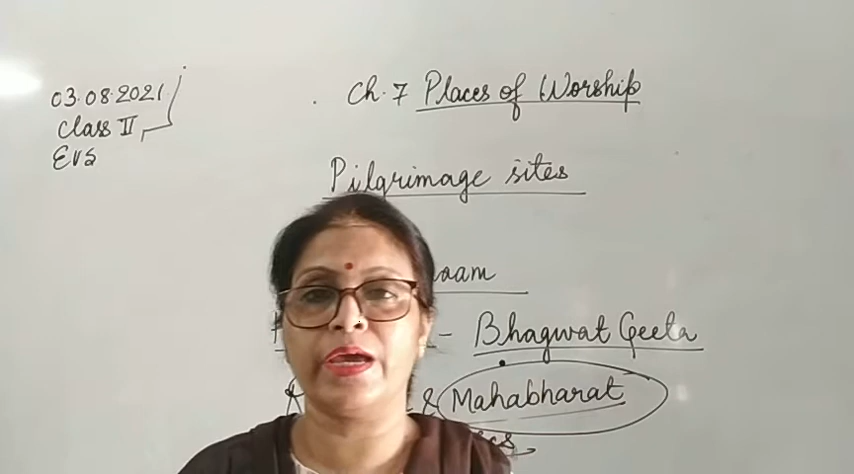 03.08.2021
Class II
EVS
Ch. 7 Places of Worship
Pilgrimage sites
- Bhagwat Geeta
& Mahabharat